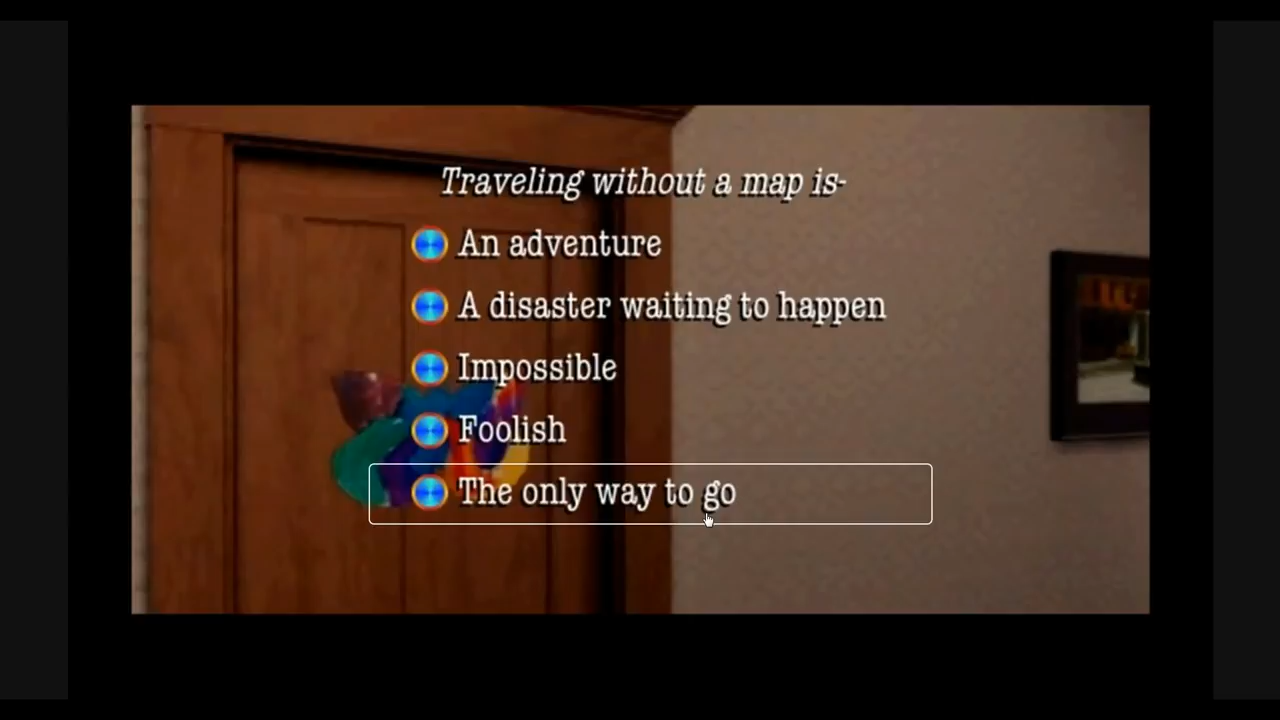 Traveling without a map is-
An adventure
A disaster waiting to happen
Impossible
Foolish
The only way to go